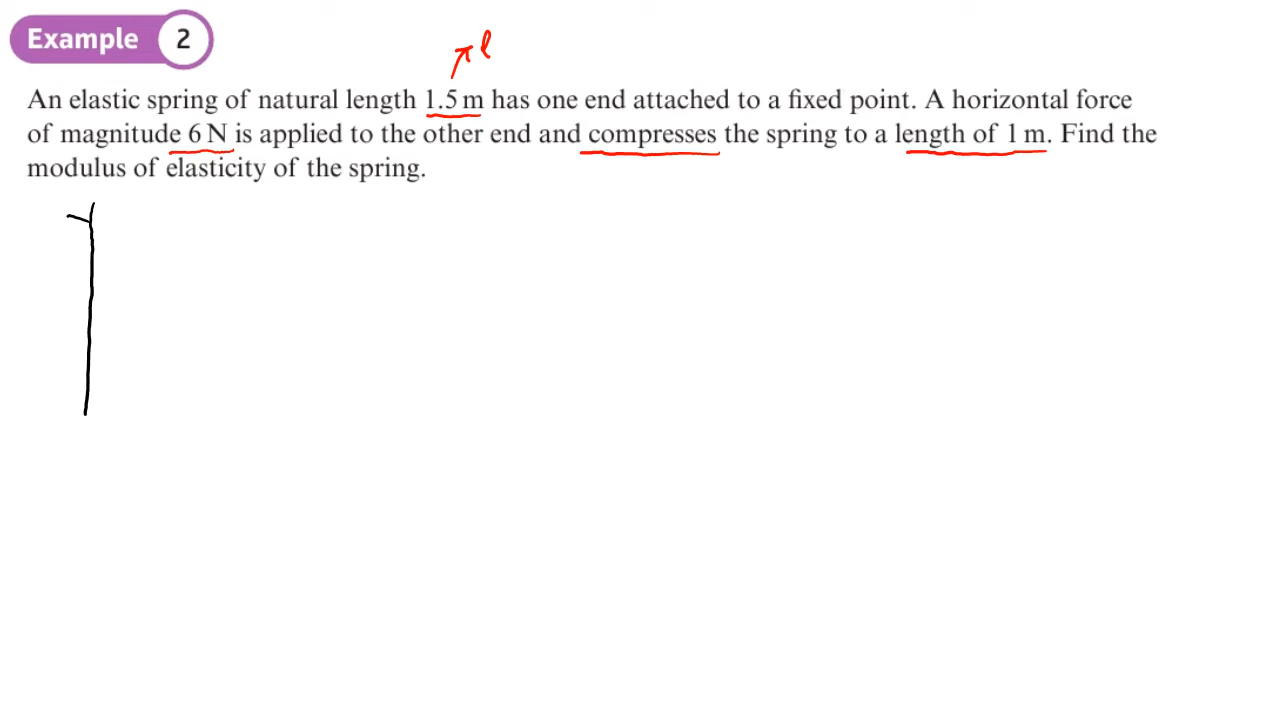 Example 2
l
An elastic spring of natural length 1.5 m has one end attached to a fixed point. A horizontal force
of magnitude 6 N is applied to the other end and compresses the spring to a length of 1 m. Find the
modulus of elasticity of the spring.